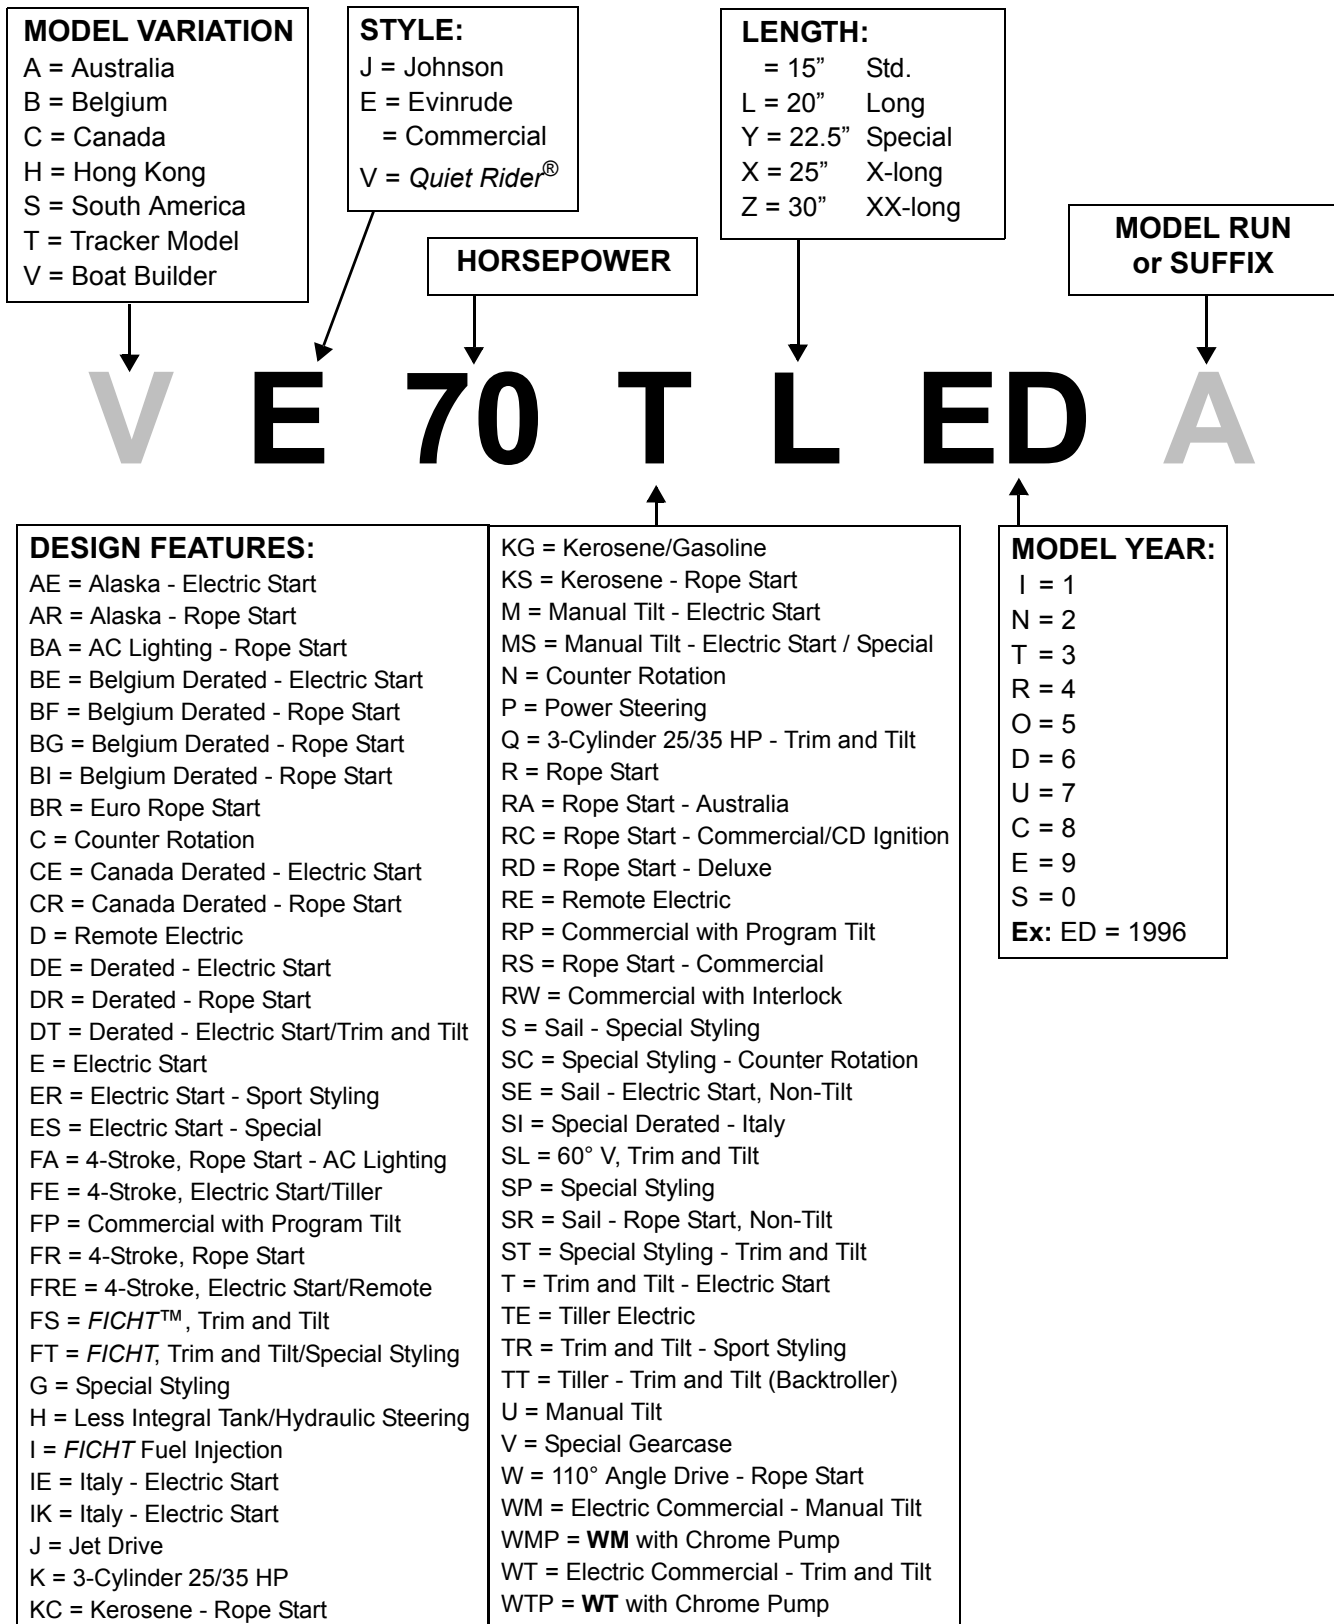 MODEL VARIATION
A = Australia
B = Belgium
C = Canada
H = Hong Kong
S = South America
T = Tracker Model
V = Boat Builder
STYLE:
J = Johnson
E = Evinrude
= Commercial
V = Quiet Rider®
HORSEPOWER
LENGTH:
= 15” Std.
L = 20” Long
Y = 22.5” Special
X = 25” X-long
Z = 30” XX-long
MODEL RUN
or SUFFIX
V E 70 T L ED A
DESIGN FEATURES:
AE = Alaska - Electric Start
AR = Alaska - Rope Start
BA = AC Lighting - Rope Start
BE = Belgium Derated - Electric Start
BF = Belgium Derated - Rope Start
BG = Belgium Derated - Rope Start
BI = Belgium Derated - Rope Start
BR = Euro Rope Start
C = Counter Rotation
CE = Canada Derated - Electric Start
CR = Canada Derated - Rope Start
D = Remote Electric
DE = Derated - Electric Start
DR = Derated - Rope Start
DT = Derated - Electric Start/Trim and Tilt
E = Electric Start
ER = Electric Start - Sport Styling
ES = Electric Start - Special
FA = 4-Stroke, Rope Start - AC Lighting
FE = 4-Stroke, Electric Start/Tiller
FP = Commercial with Program Tilt
FR = 4-Stroke, Rope Start
FRE = 4-Stroke, Electric Start/Remote
FS = FICHT™, Trim and Tilt
FT = FICHT, Trim and Tilt/Special Styling
G = Special Styling
H = Less Integral Tank/Hydraulic Steering
I = FICHT Fuel Injection
IE = Italy - Electric Start
IK = Italy - Electric Start
J = Jet Drive
K = 3-Cylinder 25/35 HP
KC = Kerosene - Rope Start
KG = Kerosene/Gasoline
KS = Kerosene - Rope Start
M = Manual Tilt - Electric Start
MS = Manual Tilt - Electric Start / Special
N = Counter Rotation
P = Power Steering
Q = 3-Cylinder 25/35 HP - Trim and Tilt
R = Rope Start
RA = Rope Start - Australia
RC = Rope Start - Commercial/CD Ignition
RD = Rope Start - Deluxe
RE = Remote Electric
RP = Commercial with Program Tilt
RS = Rope Start - Commercial
RW = Commercial with Interlock
S = Sail - Special Styling
SC = Special Styling - Counter Rotation
SE = Sail - Electric Start, Non-Tilt
SI = Special Derated - Italy
SL = 60° V, Trim and Tilt
SP = Special Styling
SR = Sail - Rope Start, Non-Tilt
ST = Special Styling - Trim and Tilt
T = Trim and Tilt - Electric Start
TE = Tiller Electric
TR = Trim and Tilt - Sport Styling
TT = Tiller - Trim and Tilt (Backtroller)
U = Manual Tilt
V = Special Gearcase
W = 110° Angle Drive - Rope Start
WM = Electric Commercial - Manual Tilt
WMP = WM with Chrome Pump
WT = Electric Commercial - Trim and Tilt
WTP = WT with Chrome Pump
MODEL YEAR:
I = 1
N = 2
T = 3
R = 4
O = 5
D = 6
U = 7
C = 8
E = 9
S = 0
Ex: ED = 1996